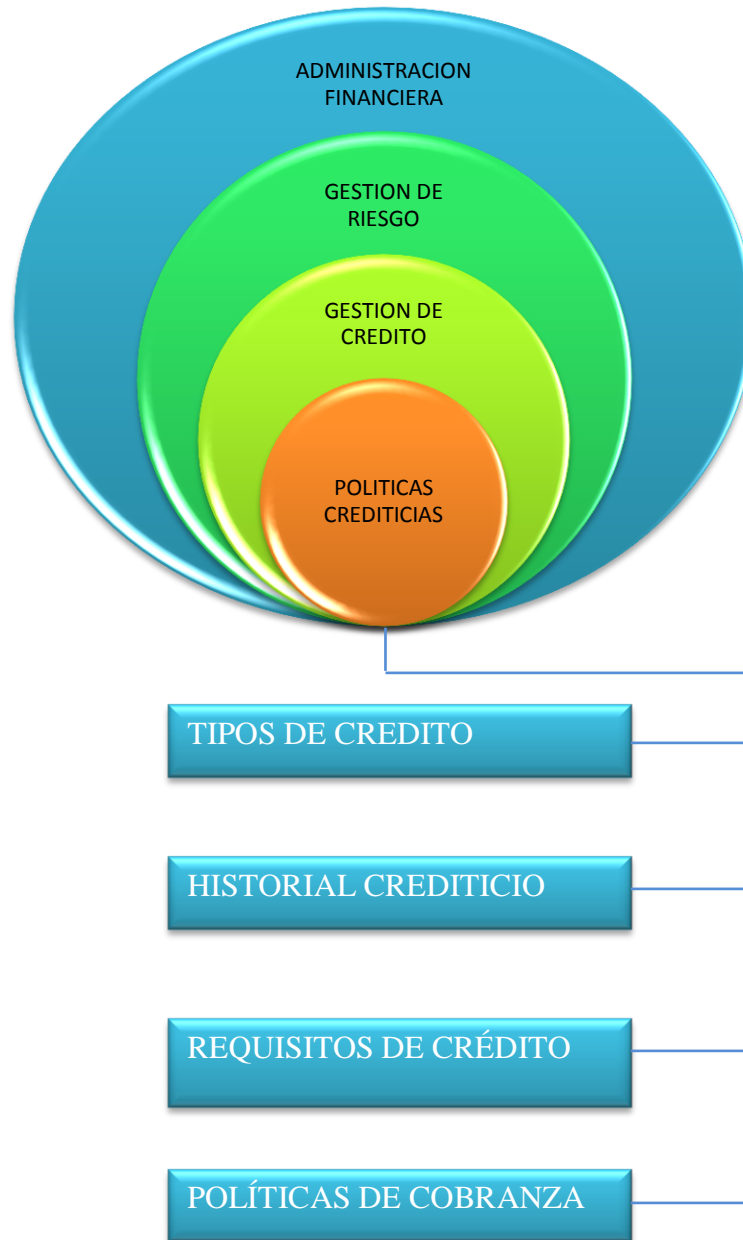 ADMINISTRACION
FINANCIERA
GESTION DE
RIESGO
GESTION DE
CREDITO
POLITICAS
CREDITICIAS
TIPOS DE CREDITO
HISTORIAL CREDITICIO
REQUISITOS DE CRÉDITO
POLÍTICAS DE COBRANZA